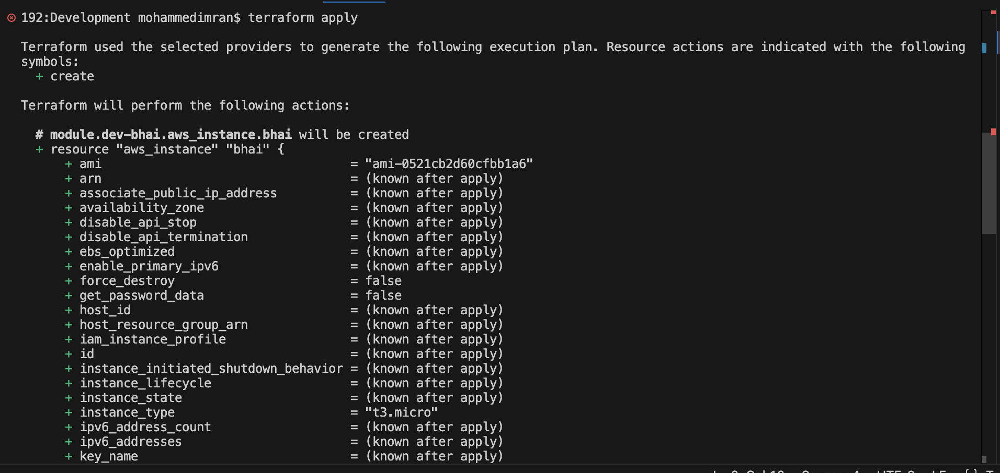 192:Development mohammedimran$ terraform apply
Terraform used the selected providers to generate the following execution plan. Resource actions are indicated with the following
symbols:
+ create
Terraform will perform the following actions:
# module.dev-bhai.aws_instance.bhai will be created
+ resource "aws_instance" "bhai" {
+ ami = "ami-0521cb2d60cfbb1a6"
+ arn = (known after apply)
+ associate_public_ip_address = (known after apply)
+ availability_zone = (known after apply)
+ disable_api_stop = (known after apply)
+ disable_api_termination = (known after apply)
+ ebs_optimized = (known after apply)
+ enable_primary_ipv6 = (known after apply)
+ force_destroy = false
+ get_password_data = false
+ host_id = (known after apply)
+ host_resource_group_arn = (known after apply)
+ iam_instance_profile = (known after apply)
+ id = (known after apply)
+ instance_initiated_shutdown_behavior = (known after apply)
+ instance_lifecycle = (known after apply)
+ instance_state = (known after apply)
+ instance_type = "t3.micro"
+ ipv6_address_count = (known after apply)
+ ipv6_addresses = (known after apply)
+ key_name = (known after apply)